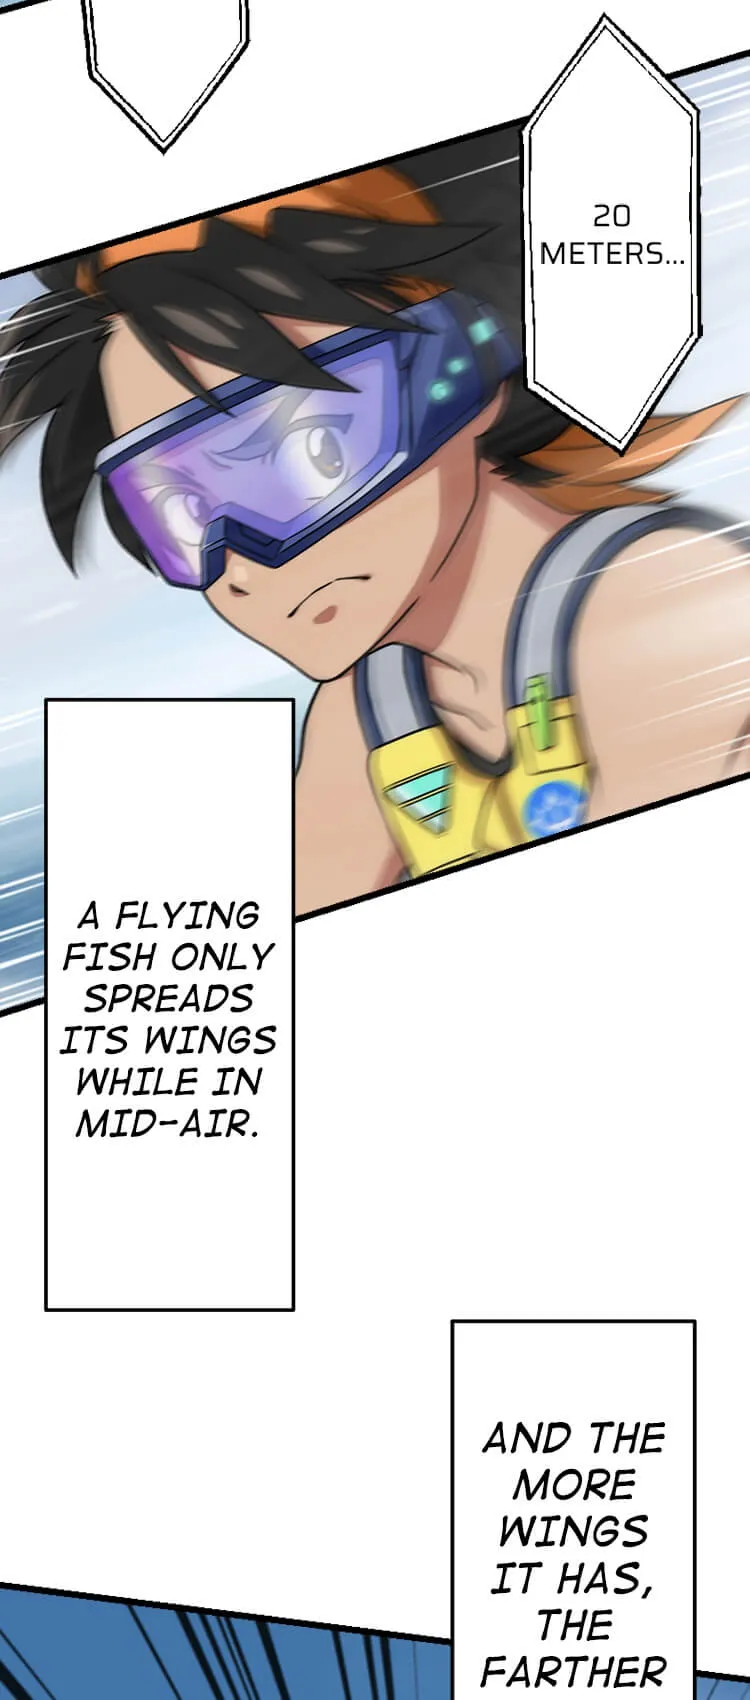 20
METERS...
A FLYING
FISH ONLY
SPREADS
ITS WINGS
WHILE IN
MID-AIR.
AND THE
MORE
WINGS
IT HAS,
THE
FARTHER